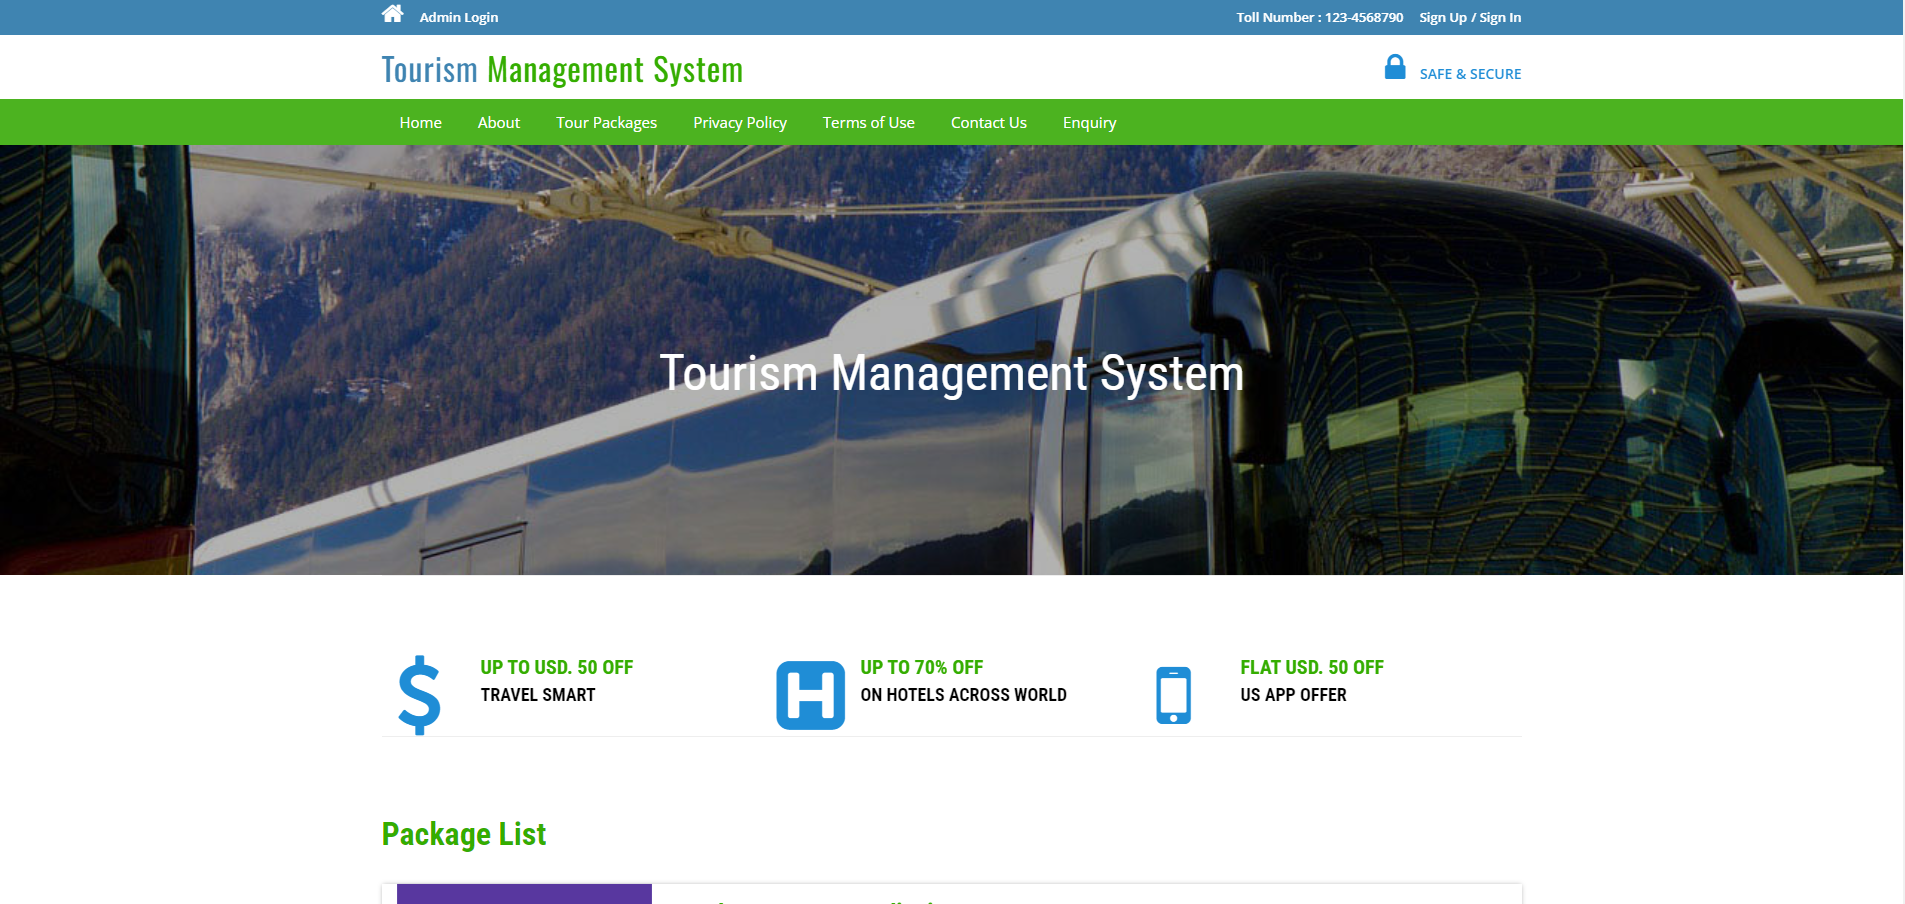 Admin Login
Toll Number : 123-4568790 Sign Up / Sign In
Tourism Management System
SAFE & SECURE
Home About Tour Packages Privacy Policy Terms of Use Contact Us Enquiry
Tourism Management System
UP TO USD. 50 OFF
TRAVEL SMART
UP TO 70% OFF
ON HOTELS ACROSS WORLD
FLAT USD. 50 OFF
US APP OFFER
Package List